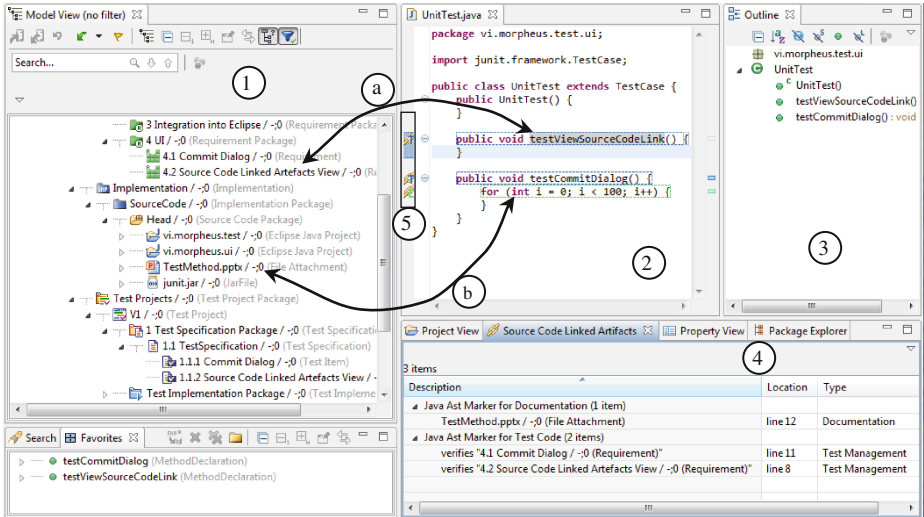 Model View (no filter)
Search...
1
a
3 Integration into Eclipse / -;0 (Requirement Packa
4 UI / -;0 (Requirement Package)
4.1 Commit Dialog / -;0 (Requirement)
4.2 Source Code Linked Artefacts View / -;0 (Re
Implementation / -;0 (Implementation)
SourceCode / -;0 (Implementation Package)
Head / -;0 (Source Code Package)
vi.morpheus.test / -;0 (Eclipse Java Project)
vi.morpheus.ui / -;0 (Eclipse Java Project)
TestMethod.pptx / -;0 (File Attachment)
junit.jar / -;0 (JarFile)
Test Projects / -;0 (Test Project Package)
V1 / -;0 (Test Project)
1 Test Specification Package / -;0 (Test Specificati
1.1 TestSpecification / -;0 (Test Specification)
1.1.1 Commit Dialog / -;0 (Test Item)
1.1.2 Source Code Linked Artefacts View / -
Test Implementation Package / -;0 (Test Impleme
Search
Favorites
testCommitDialog (MethodDeclaration)
testViewSourceCodeLink (MethodDeclaration)
UnitTest.java
package vi.morpheus.test.ui;
import junit.framework.TestCase;
public class UnitTest extends TestCase {
public UnitTest() {
}
public void testViewSourceCodeLink() {
}
public void testCommitDialog() {
for (int i = 0; i < 100; i++) {
}
}
}
5
2
b
Outline
vi.morpheus.test.ui
UnitTest
UnitTest()
testViewSourceCodeLink()
testCommitDialog() : void
3
Project View
Source Code Linked Artifacts
Property View
Package Explorer
4
3 items
Description Location Type
Java Ast Marker for Documentation (1 item)
TestMethod.pptx / -;0 (File Attachment) line 12 Documentation
Java Ast Marker for Test Code (2 items)
verifies "4.1 Commit Dialog / -;0 (Requirement)" line 11 Test Management
verifies "4.2 Source Code Linked Artefacts View / -;0 (Requirement)" line 8 Test Management